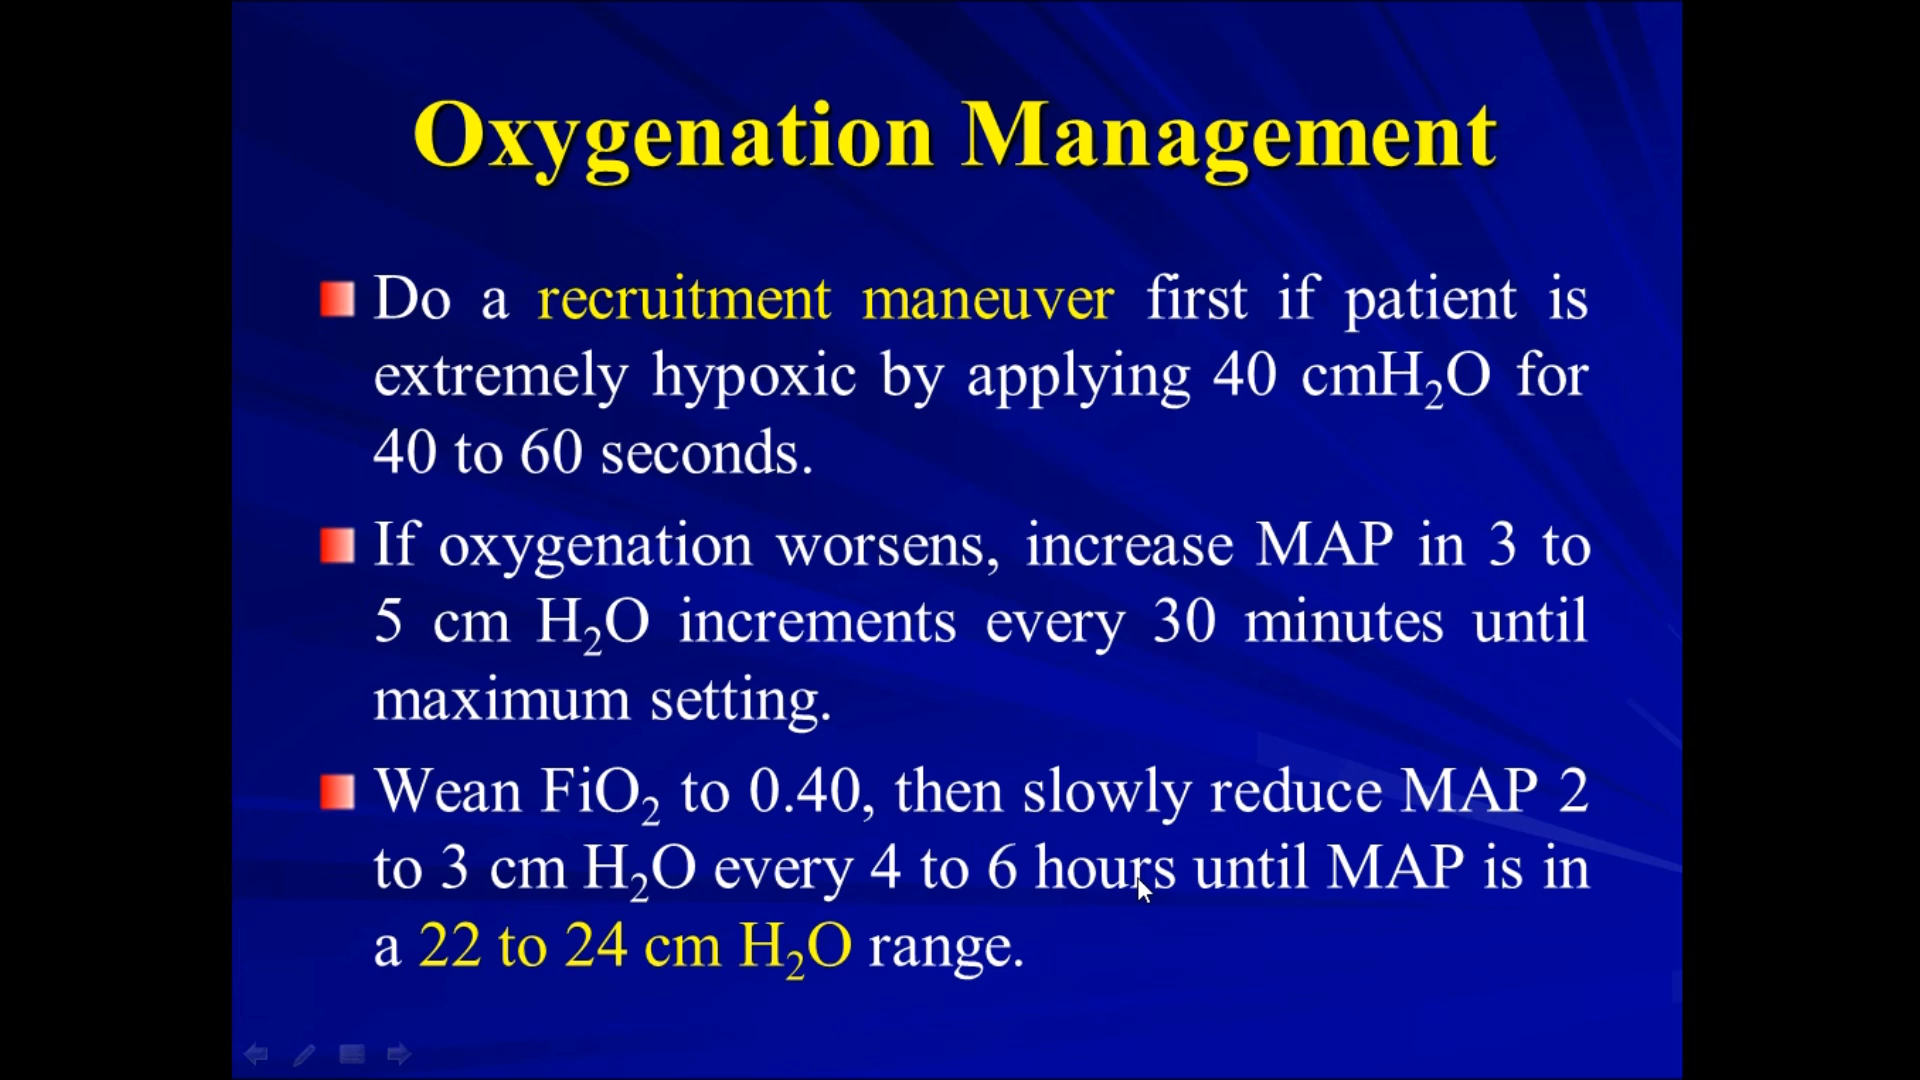 Oxygenation Management
Do a recruitment maneuver first if patient is
extremely hypoxic by applying 40 cmH₂O for
40 to 60 seconds.
If oxygenation worsens, increase MAP in 3 to
5 cm H₂O increments every 30 minutes until
maximum setting.
Wean FiO₂ to 0.40, then slowly reduce MAP 2
to 3 cm H₂O every 4 to 6 hours until MAP is in
a 22 to 24 cm H₂O range.